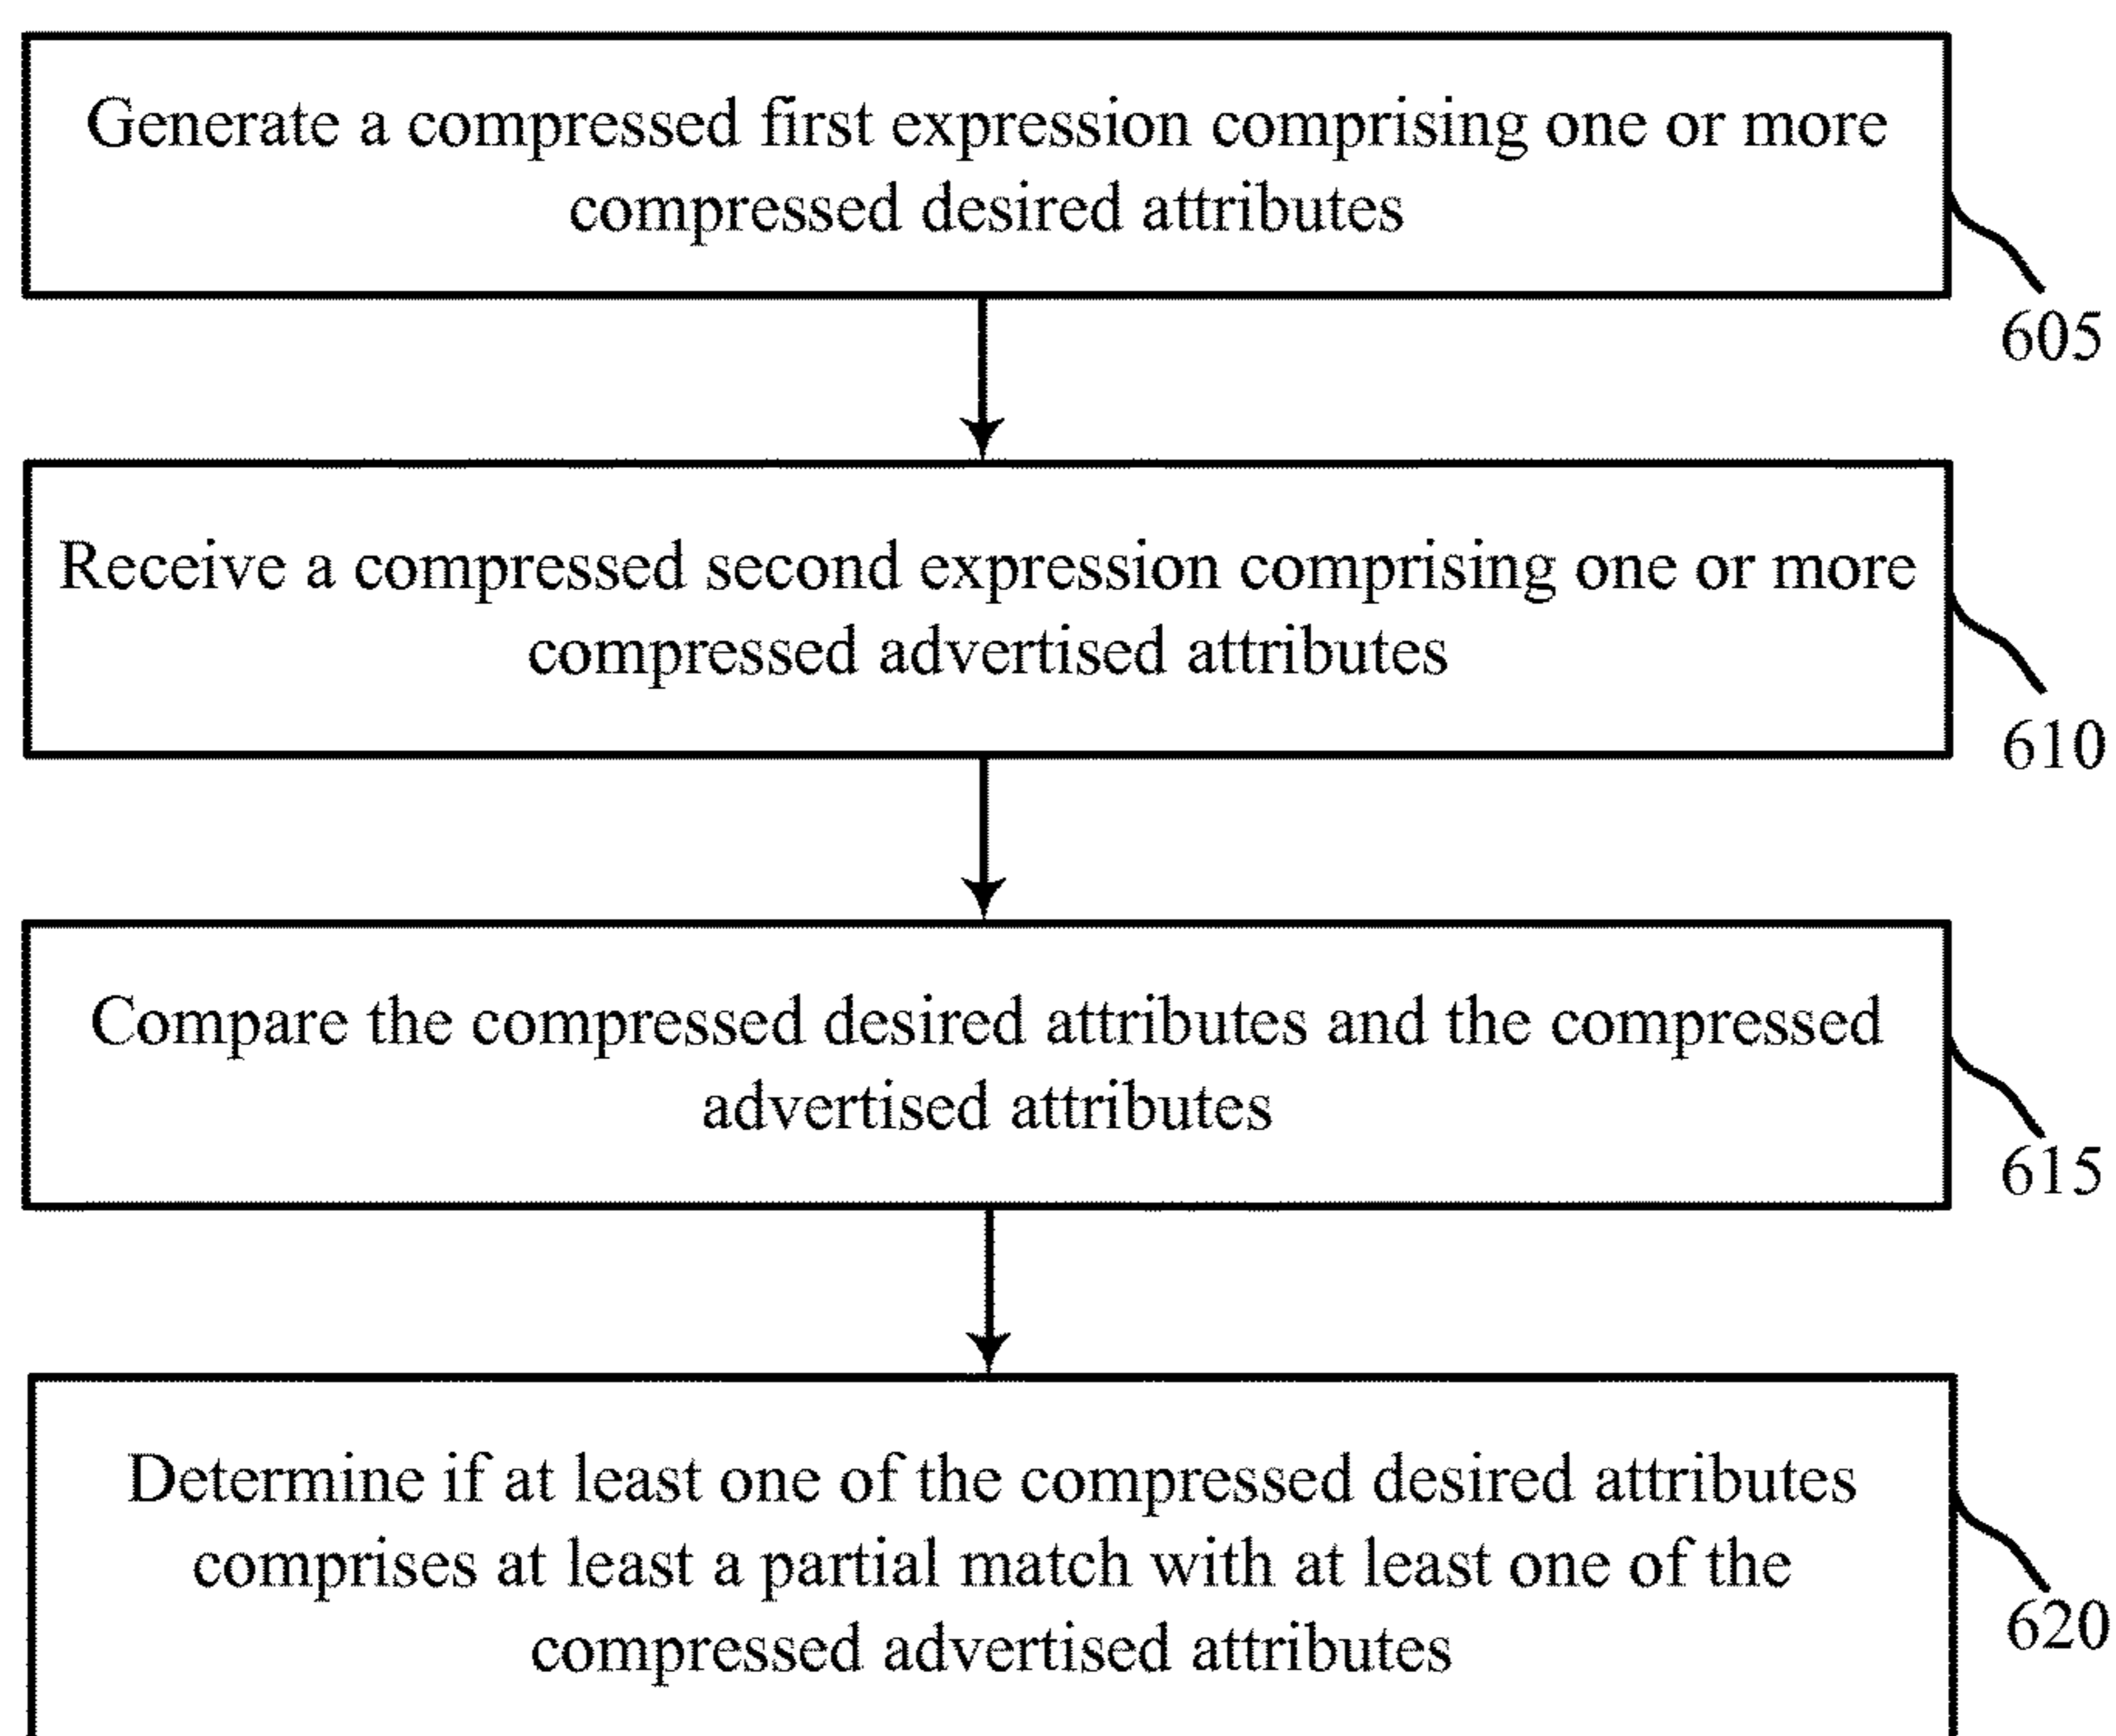 Generate a compressed first expression comprising one or more
compressed desired attributes
605
Receive a compressed second expression comprising one or more
compressed advertised attributes
610
Compare the compressed desired attributes and the compressed
advertised attributes
615
Determine if at least one of the compressed desired attributes
comprises at least a partial match with at least one of the
compressed advertised attributes
620